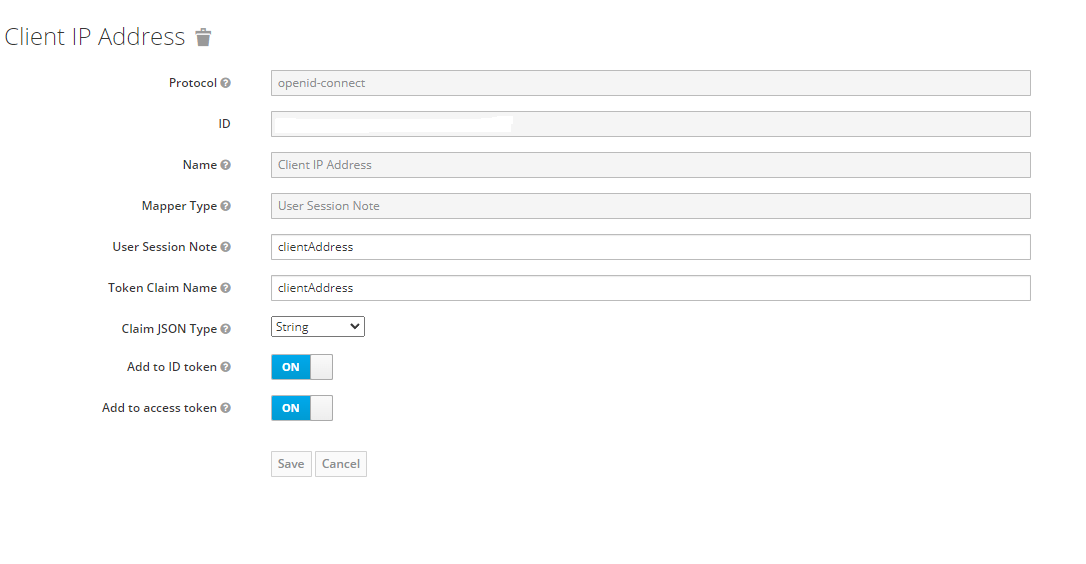 Client IP Address
Protocol openid-connect
ID
Name Client IP Address
Mapper Type User Session Note
User Session Note clientAddress
Token Claim Name clientAddress
Claim JSON Type String
Add to ID token ON
Add to access token ON
Save Cancel